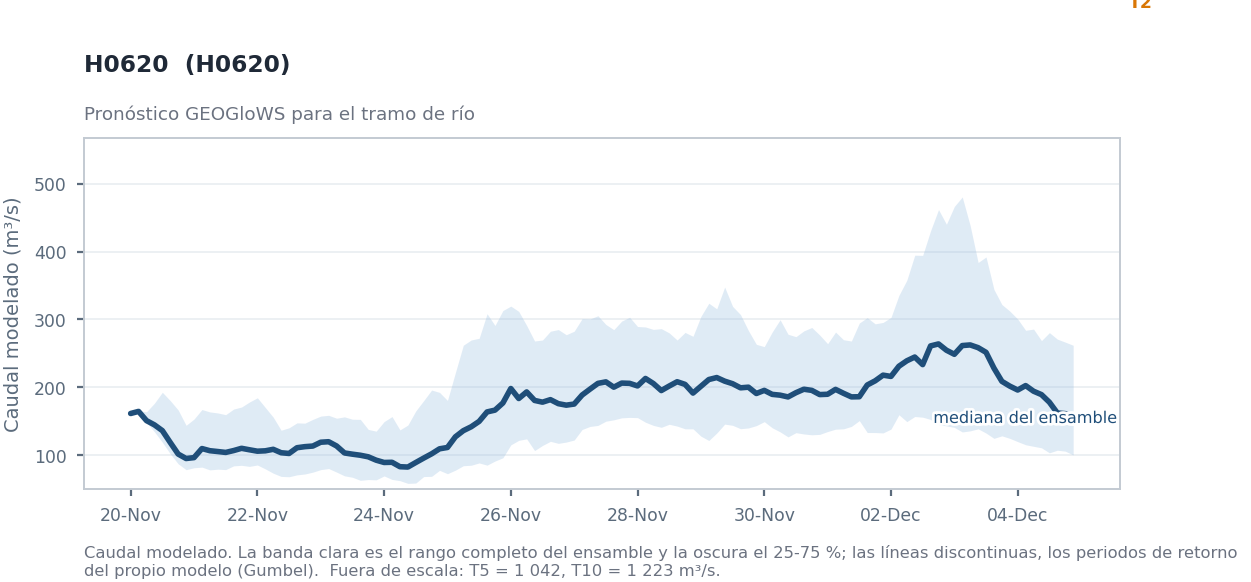 T2
H0620 (H0620)
Pronóstico GEOGloWS para el tramo de río
Caudal modelado (m³/s)
500
400
300
200
100
mediana del ensamble
20-Nov 22-Nov 24-Nov 26-Nov 28-Nov 30-Nov 02-Dec 04-Dec
Caudal modelado. La banda clara es el rango completo del ensamble y la oscura el 25-75 %; las líneas discontinuas, los periodos de retorno
del propio modelo (Gumbel). Fuera de escala: T5 = 1 042, T10 = 1 223 m³/s.